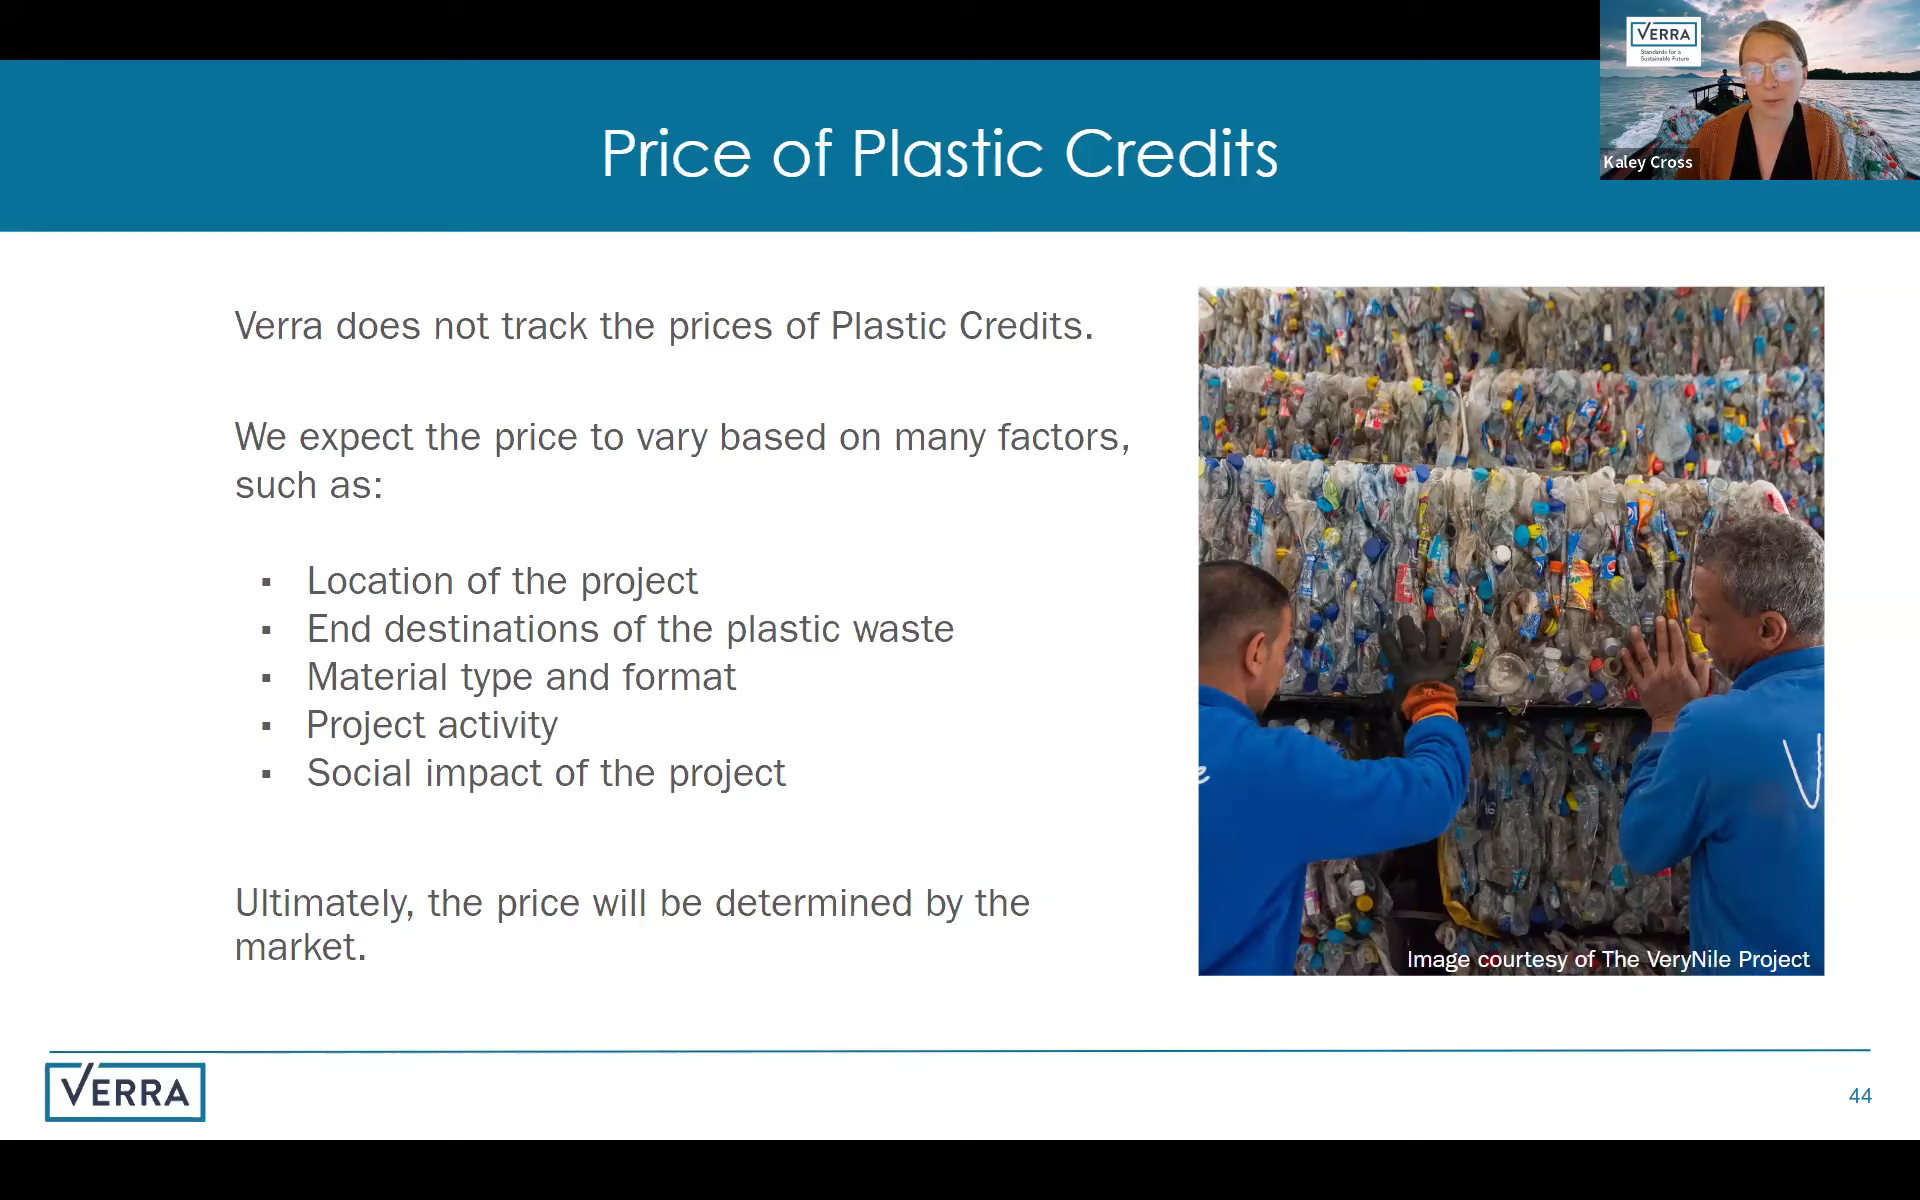 VERRA
Standards for a
Sustainable Future
Kaley Cross
Price of Plastic Credits
Verra does not track the prices of Plastic Credits.
We expect the price to vary based on many factors,
such as:
▪ Location of the project
▪ End destinations of the plastic waste
▪ Material type and format
▪ Project activity
▪ Social impact of the project
Ultimately, the price will be determined by the
market.
Image courtesy of The VeryNile Project
VERRA
44